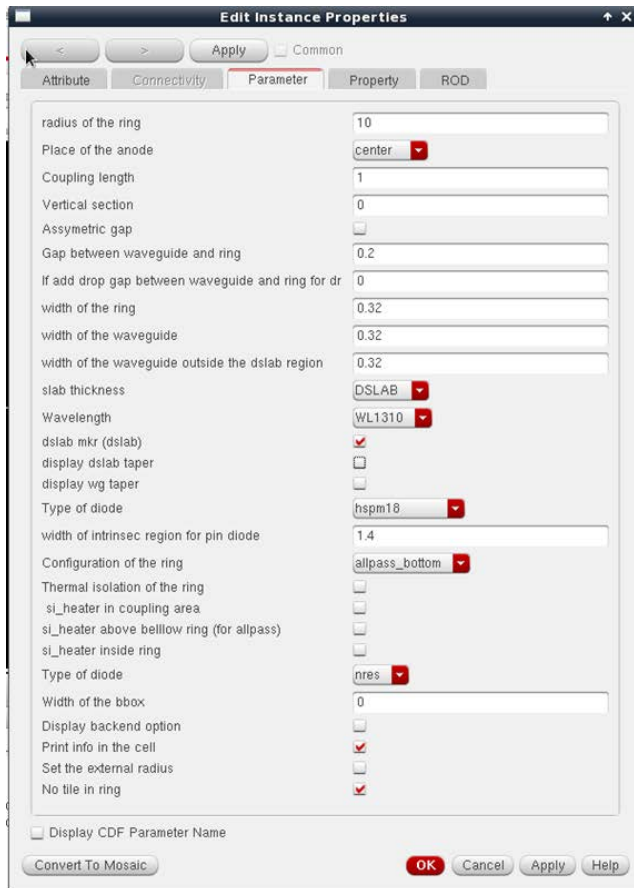 Edit Instance Properties
< > Apply Common
Attribute Connectivity Parameter Property ROD
radius of the ring 10
Place of the anode center
Coupling length 1
Vertical section 0
Assymetric gap
Gap between waveguide and ring 0.2
If add drop gap between waveguide and ring for dr 0
width of the ring 0.32
width of the waveguide 0.32
width of the waveguide outside the dslab region 0.32
slab thickness DSLAB
Wavelength WL1310
dslab mkr (dslab)
display dslab taper
display wg taper
Type of diode hspm18
width of intrinsec region for pin diode 1.4
Configuration of the ring allpass_bottom
Thermal isolation of the ring
si_heater in coupling area
si_heater above belllow ring (for allpass)
si_heater inside ring
Type of diode nres
Width of the bbox 0
Display backend option
Print info in the cell
Set the external radius
No tile in ring
Display CDF Parameter Name
Convert To Mosaic OK Cancel Apply Help